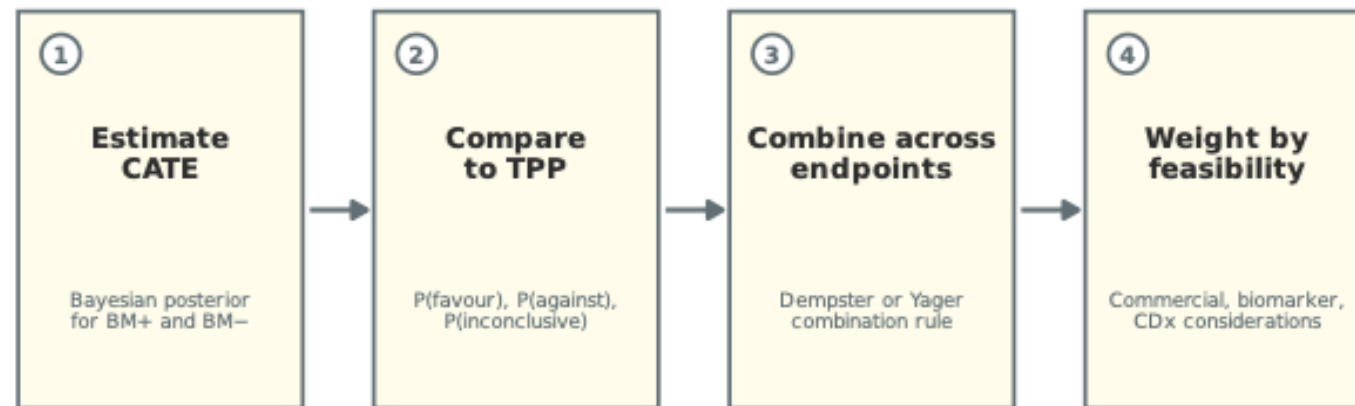 1
Estimate
CATE
Bayesian posterior
for BM+ and BM−
2
Compare
to TPP
P(favour), P(against),
P(inconclusive)
3
Combine across
endpoints
Dempster or Yager
combination rule
4
Weight by
feasibility
Commercial, biomarker,
CDx considerations